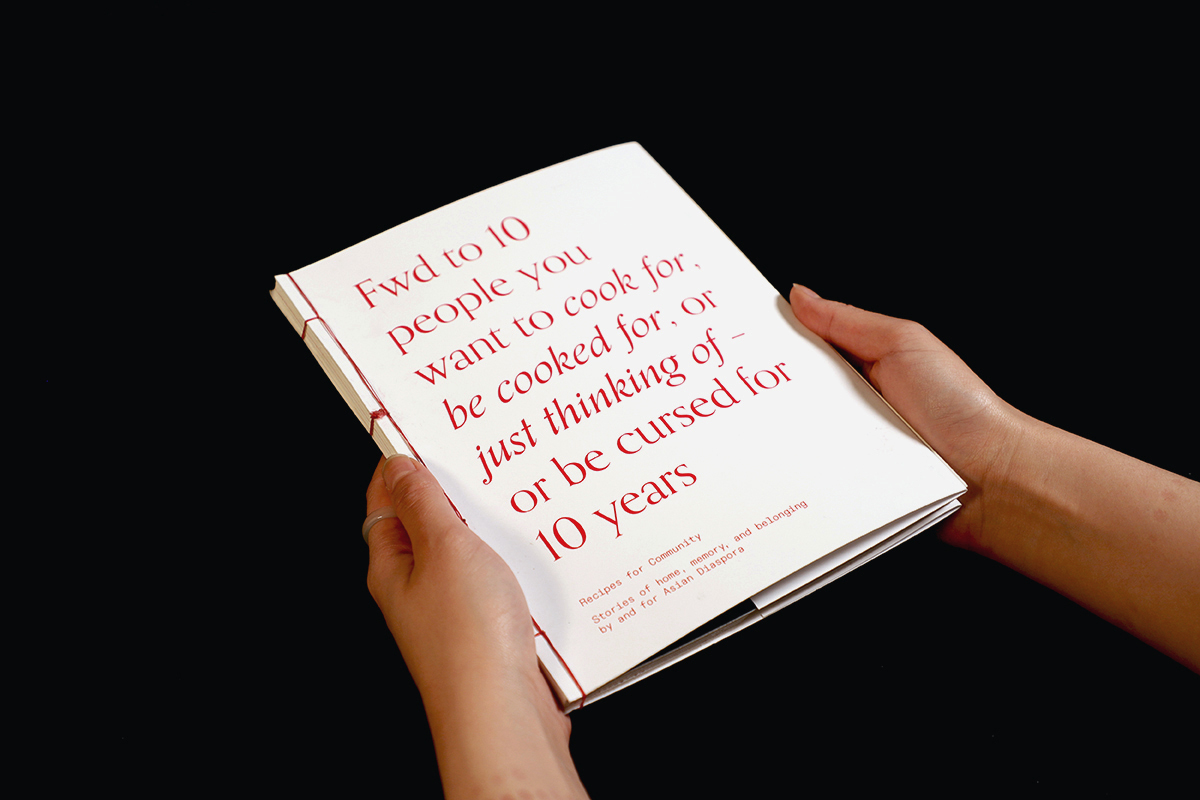 Fwd to 10
people you
want to cook for,
be cooked for, or
just thinking of –
or be cursed for
10 years
Recipes for Community
Stories of home, memory, and belonging
by and for Asian Diaspora